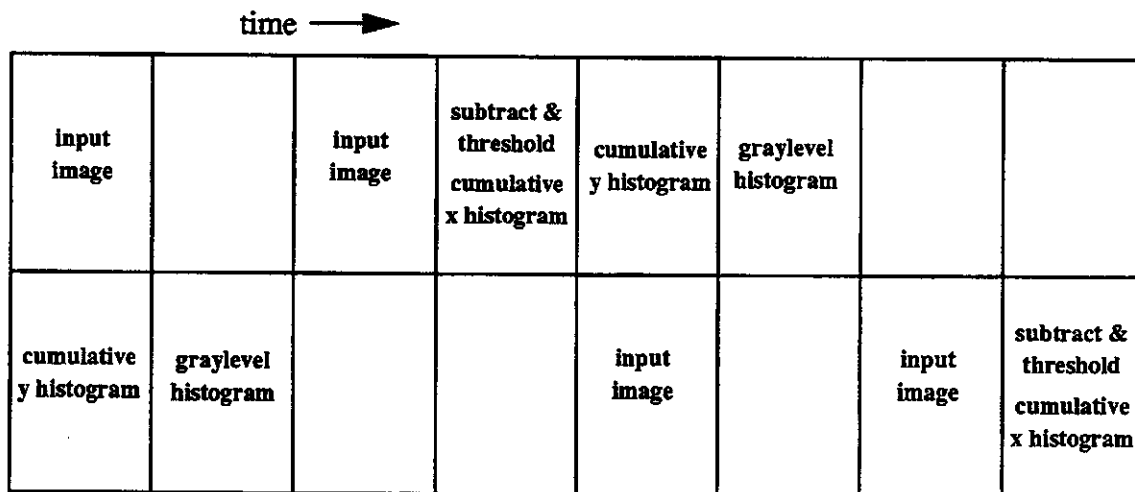 time
input
image
input
image
subtract &
threshold
cumulative
x histogram
cumulative
y histogram
graylevel
histogram
cumulative
y histogram
graylevel
histogram
input
image
input
image
subtract &
threshold
cumulative
x histogram